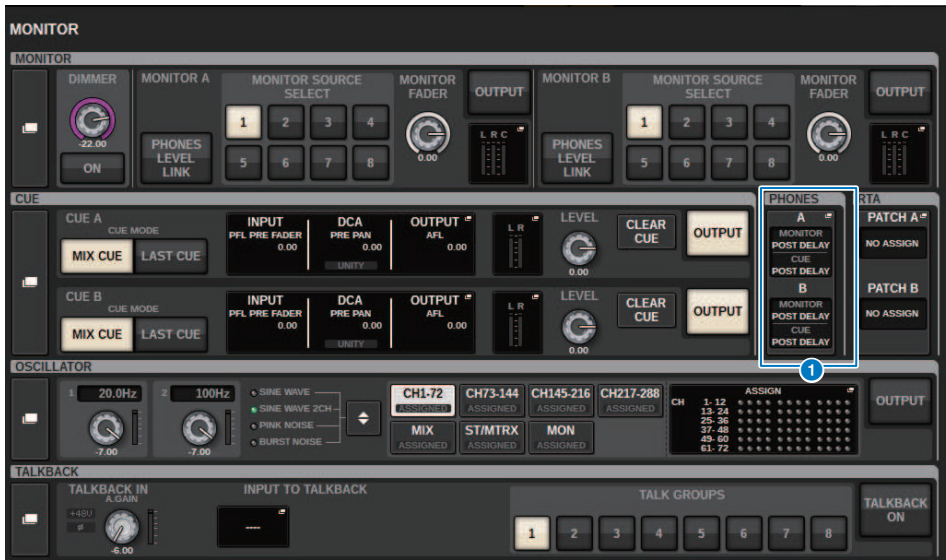 MONITOR
MONITOR
DIMMER
-22.00
ON
MONITOR A
PHONES
LEVEL
LINK
MONITOR SOURCE
SELECT
1 2 3 4
5 6 7 8
MONITOR
FADER
0.00
OUTPUT
L R C
MONITOR B
PHONES
LEVEL
LINK
MONITOR SOURCE
SELECT
1 2 3 4
5 6 7 8
MONITOR
FADER
0.00
OUTPUT
L R C
CUE
CUE A
CUE MODE
MIX CUE LAST CUE
INPUT
PFL PRE FADER
0.00
DCA
PRE PAN
0.00
UNITY
OUTPUT
AFL
0.00
L R
LEVEL
0.00
CLEAR
CUE
OUTPUT
CUE B
CUE MODE
MIX CUE LAST CUE
INPUT
PFL PRE FADER
0.00
DCA
PRE PAN
0.00
UNITY
OUTPUT
AFL
0.00
L R
LEVEL
0.00
CLEAR
CUE
OUTPUT
PHONES
A
MONITOR
POST DELAY
CUE
POST DELAY
B
MONITOR
POST DELAY
CUE
POST DELAY
1
RTA
PATCH A
NO ASSIGN
PATCH B
NO ASSIGN
OSCILLATOR
1 20.0Hz
-7.00
2 100Hz
-7.00
SINE WAVE
SINE WAVE 2CH
PINK NOISE
BURST NOISE
CH1-72
ASSIGNED
CH73-144
ASSIGNED
CH145-216
ASSIGNED
CH217-288
ASSIGNED
MIX
ASSIGNED
ST/MTRX
ASSIGNED
MON
ASSIGNED
ASSIGN
CH 1- 12
13- 24
25- 36
37- 48
49- 60
61- 72
OUTPUT
TALKBACK
TALKBACK IN
A.GAIN
+48V
ø
-6.00
INPUT TO TALKBACK
----
TALK GROUPS
1 2 3 4 5 6 7 8
TALKBACK
ON